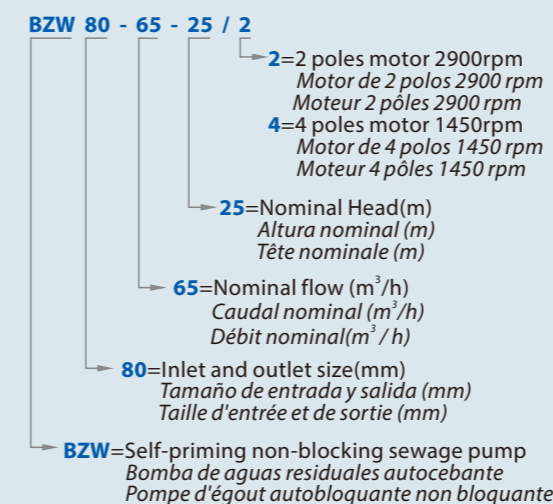 BZW 80 - 65 - 25 / 2
2=2 poles motor 2900rpm
Motor de 2 polos 2900 rpm
Moteur 2 pôles 2900 rpm
4=4 poles motor 1450rpm
Motor de 4 polos 1450 rpm
Moteur 4 pôles 1450 rpm
25=Nominal Head(m)
Altura nominal (m)
Tête nominale (m)
65=Nominal flow (m³/h)
Caudal nominal (m³/h)
Débit nominal(m³ / h)
80=Inlet and outlet size(mm)
Tamaño de entrada y salida (mm)
Taille d'entrée et de sortie (mm)
BZW=Self-priming non-blocking sewage pump
Bomba de aguas residuales autocebante
Pompe d'égout autobloquante non bloquante